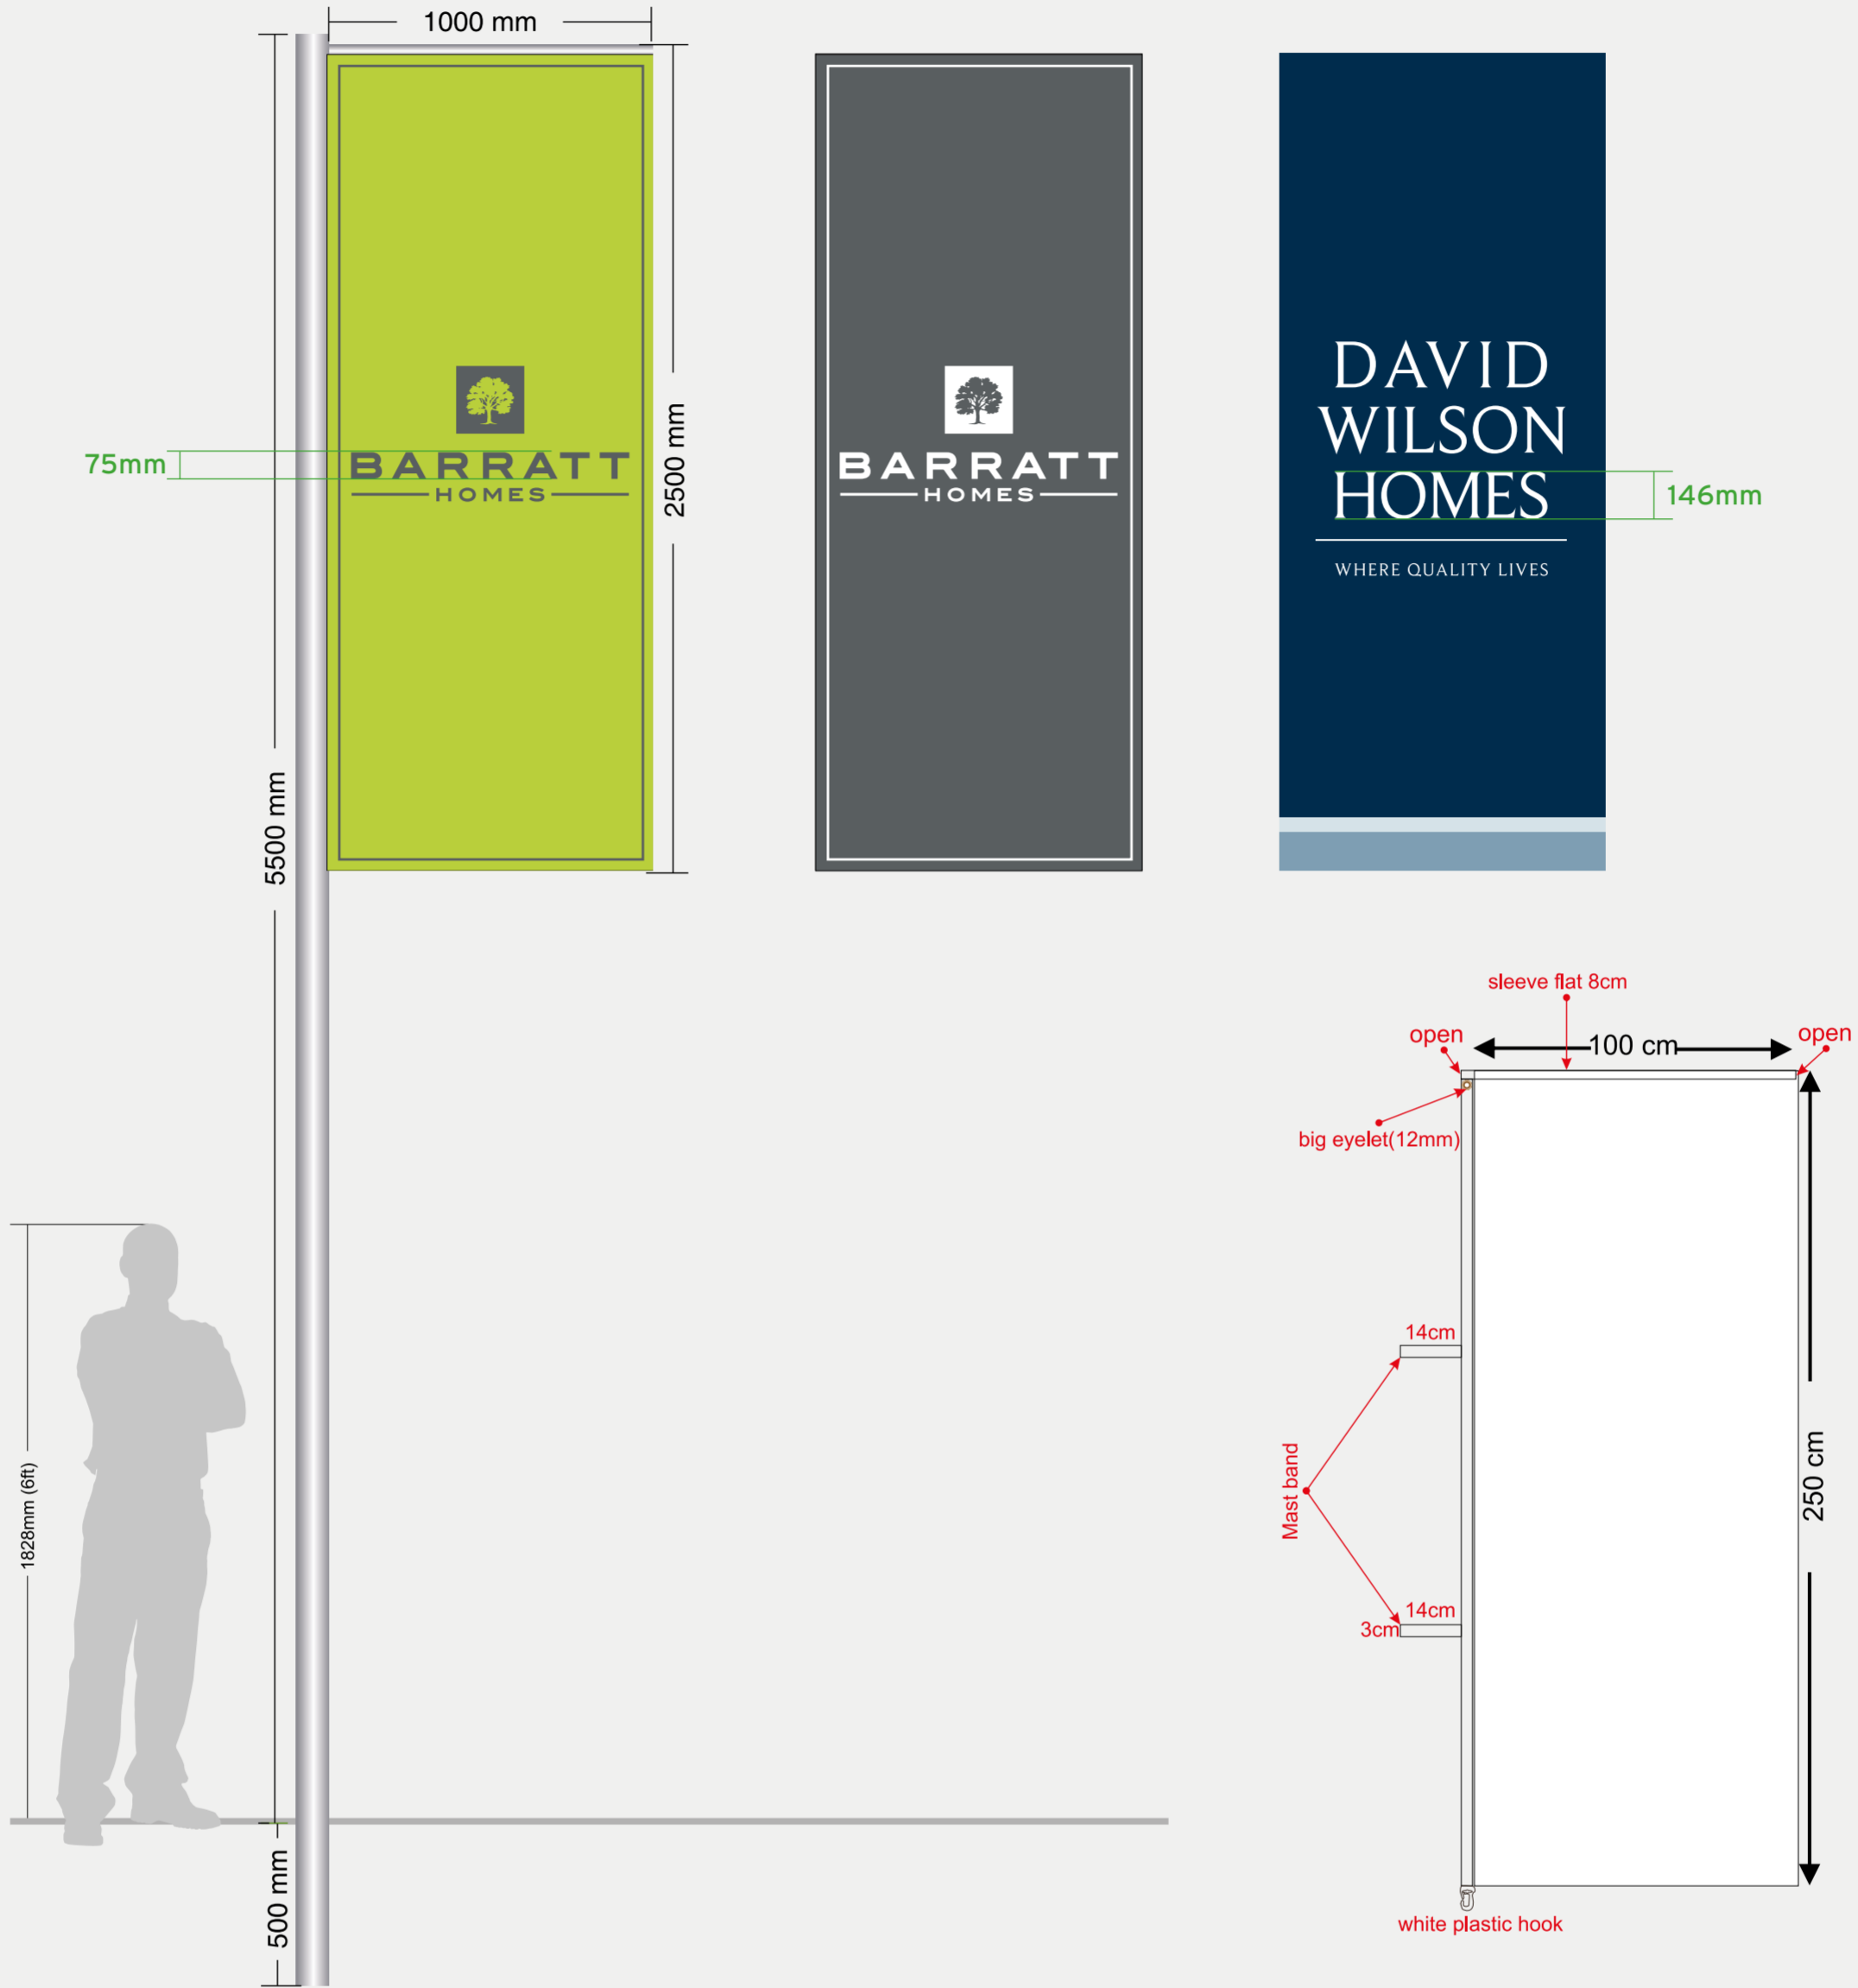 1000 mm
BARRATT
HOMES
75mm
2500 mm
5500 mm
BARRATT
HOMES
DAVID
WILSON
HOMES
146mm
WHERE QUALITY LIVES
1828mm (6ft)
500 mm
sleeve flat 8cm
open
100 cm
open
big eyelet(12mm)
14cm
Mast band
250 cm
14cm
3cm
white plastic hook